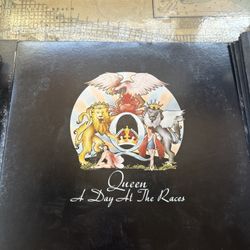 Queen
A Day At The Races